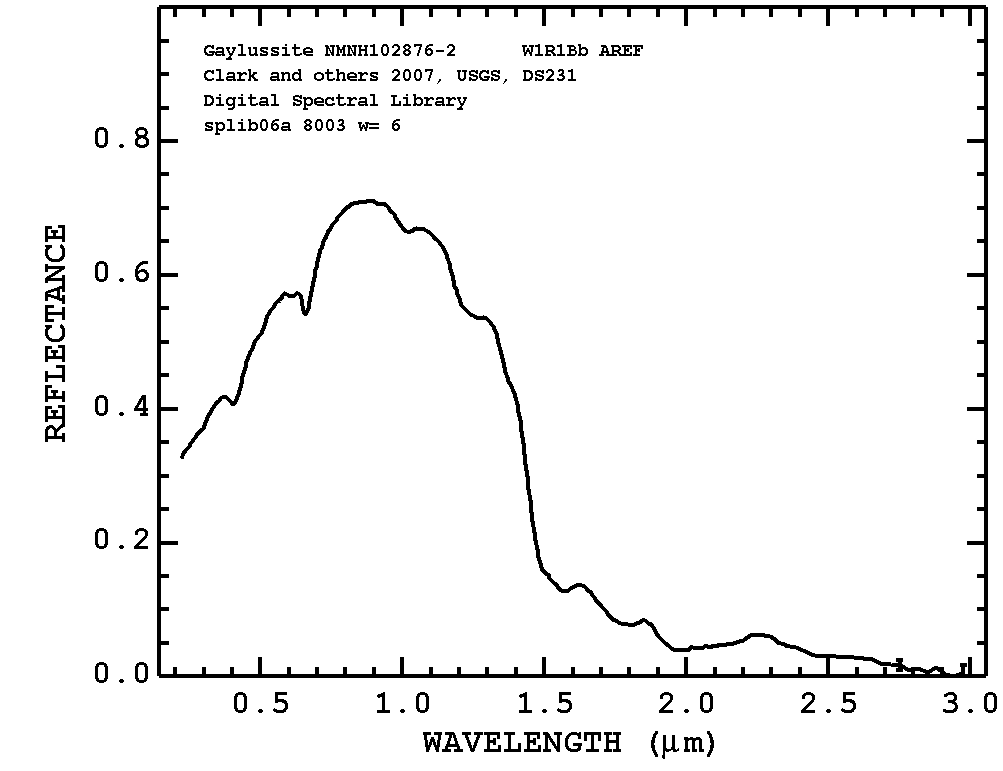 Gaylussite NMNH102876-2 W1R1Bb AREF
Clark and others 2007, USGS, DS231
Digital Spectral Library
splib06a 8003 w= 6
REFLECTANCE
0.8
0.6
0.4
0.2
0.0
0.5 1.0 1.5 2.0 2.5 3.0
WAVELENGTH (μm)